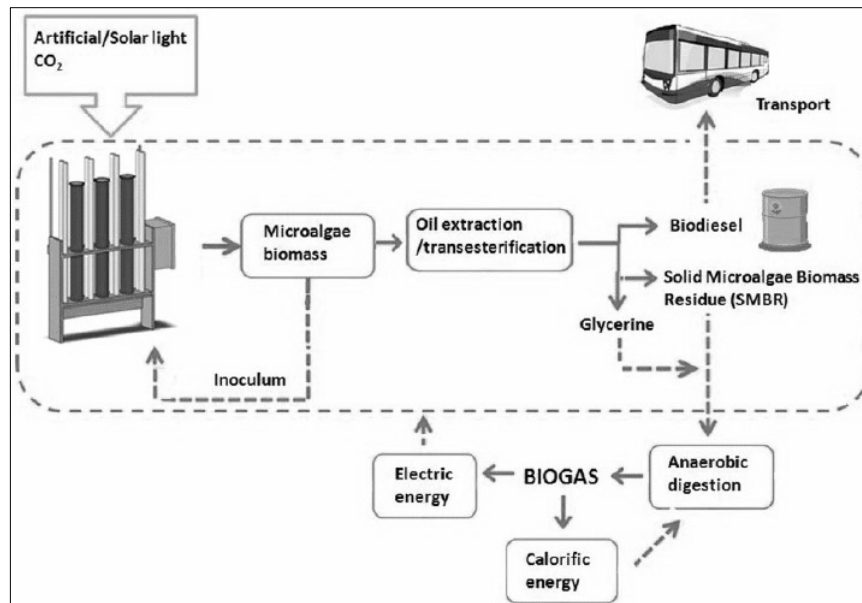 Artificial/Solar light
CO₂
Transport
Microalgae
biomass
Oil extraction
/transesterification
Biodiesel
Solid Microalgae Biomass
Residue (SMBR)
Glycerine
Inoculum
Electric
energy
BIOGAS
Anaerobic
digestion
Calorific
energy